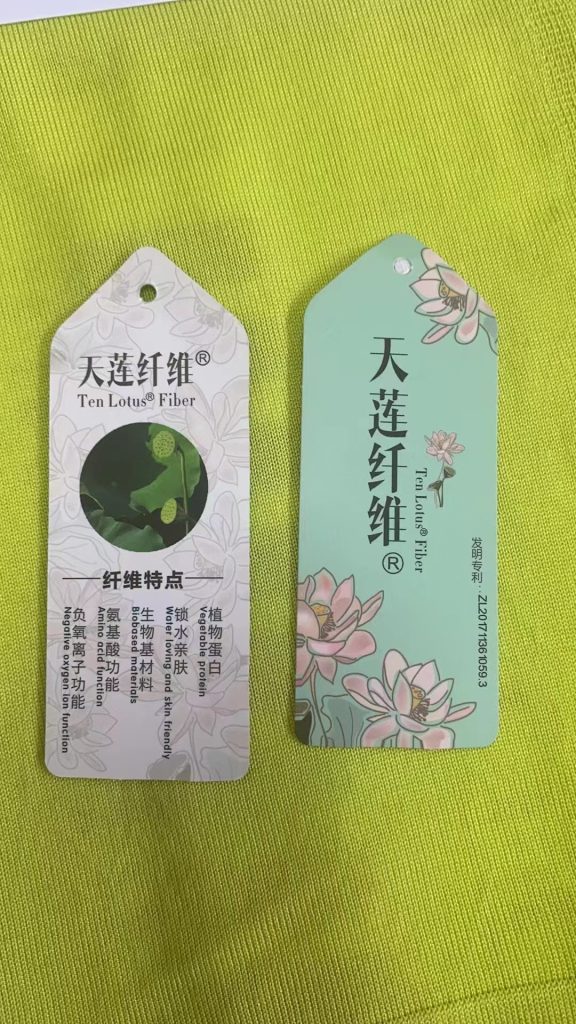 天莲纤维®
Ten Lotus® Fiber
纤维特点
植物蛋白
Vegetable protein
锁水亲肤
Water loving and skin friendly
生物基材料
Biobased materials
氨基酸功能
Amino acid function
负氧离子功能
Negative oxygen ion function
天莲纤维®
Ten Lotus® Fiber
发明专利:ZL201711361059.3